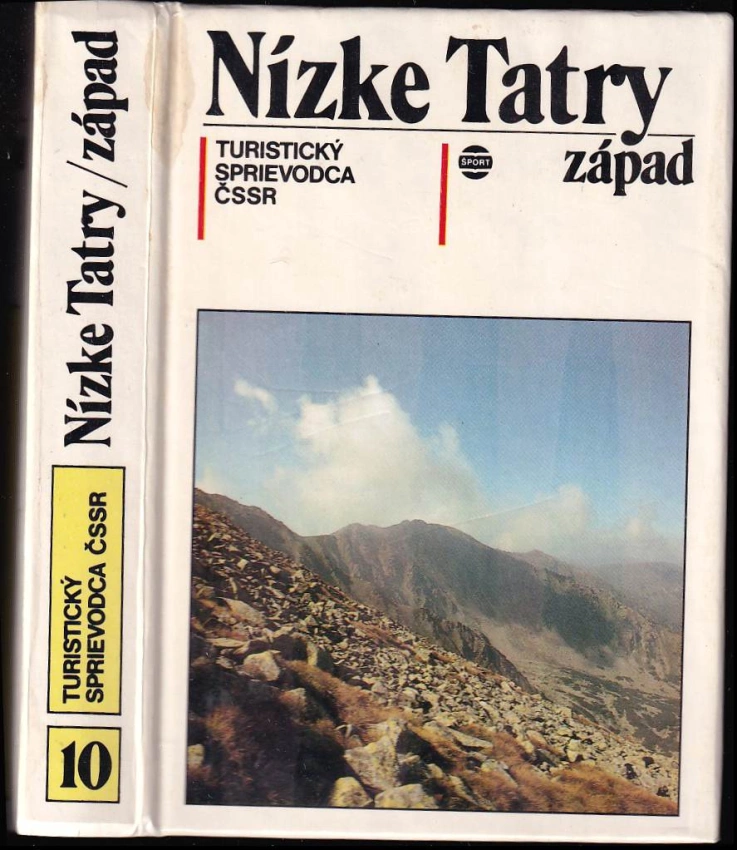 Nízke Tatry
západ
TURISTICKÝ
SPRIEVODCA
ČSSR
ŠPORT
Nízke Tatry/západ
TURISTICKÝ
SPRIEVODCA ČSSR
10